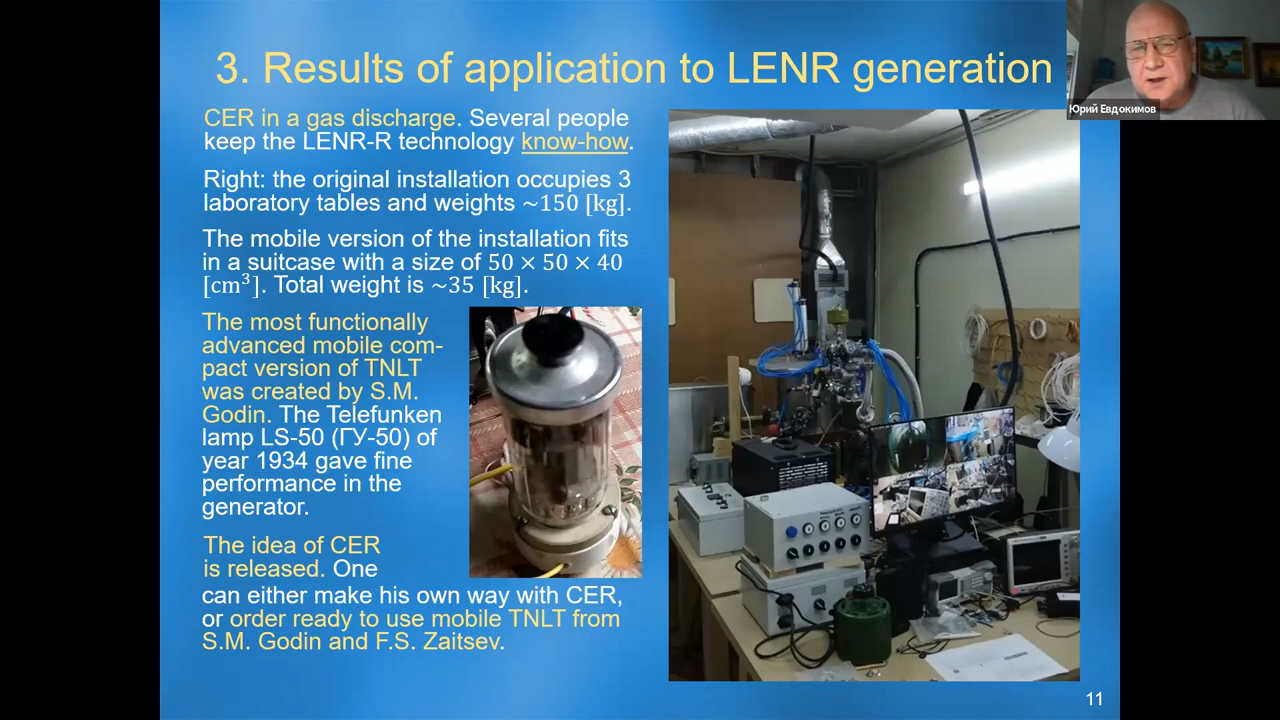 3. Results of application to LENR generation
Юрий Евдокимов
CER in a gas discharge. Several people
keep the LENR-R technology know-how.
Right: the original installation occupies 3
laboratory tables and weights ~150 [kg].
The mobile version of the installation fits
in a suitcase with a size of 50 × 50 × 40
[cm³]. Total weight is ~35 [kg].
The most functionally
advanced mobile com-
pact version of TNLT
was created by S.M.
Godin. The Telefunken
lamp LS-50 (ГУ-50) of
year 1934 gave fine
performance in the
generator.
The idea of CER
is released. One
can either make his own way with CER,
or order ready to use mobile TNLT from
S.M. Godin and F.S. Zaitsev.
11